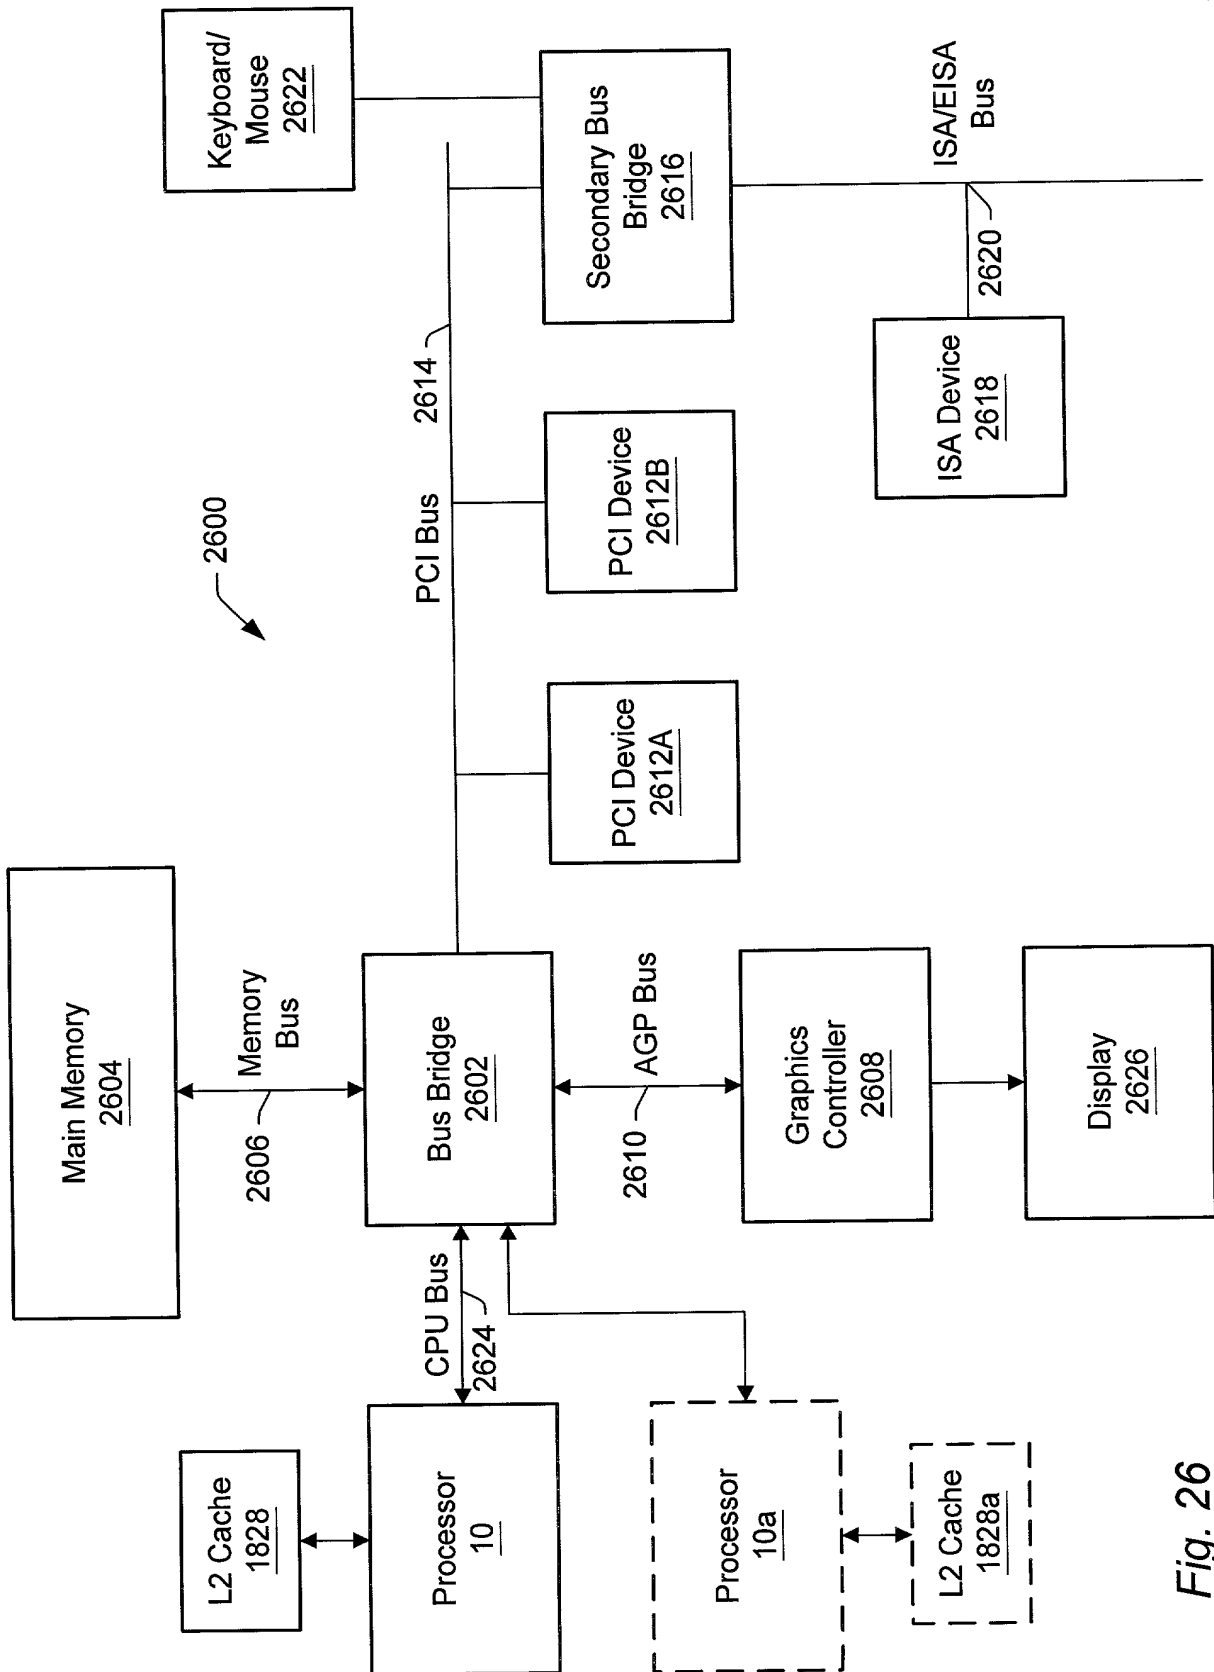 Main Memory
2604
Keyboard/
Mouse
2622
L2 Cache
1828
2606
Memory
Bus
2600
Processor
10
CPU Bus
2624
Bus Bridge
2602
PCI Bus
2614
PCI Device
2612A
PCI Device
2612B
Secondary Bus
Bridge
2616
2610
AGP Bus
Processor
10a
Graphics
Controller
2608
L2 Cache
1828a
ISA Device
2618
2620
ISA/EISA
Bus
Display
2626
Fig. 26